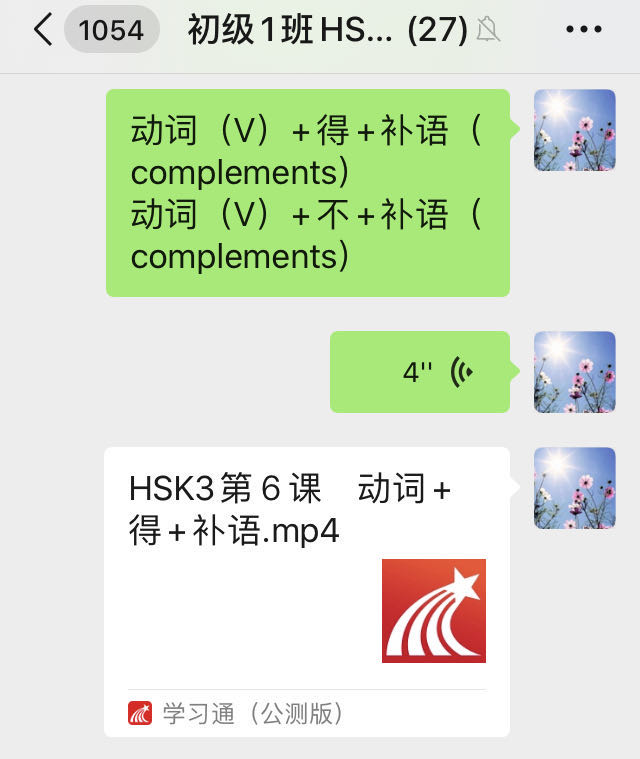 1054 初级1班HS... (27)
动词（V）+得+补语（
complements）
动词（V）+不+补语（
complements）
4''
HSK3第6课　动词+
得+补语.mp4
学习通（公测版）